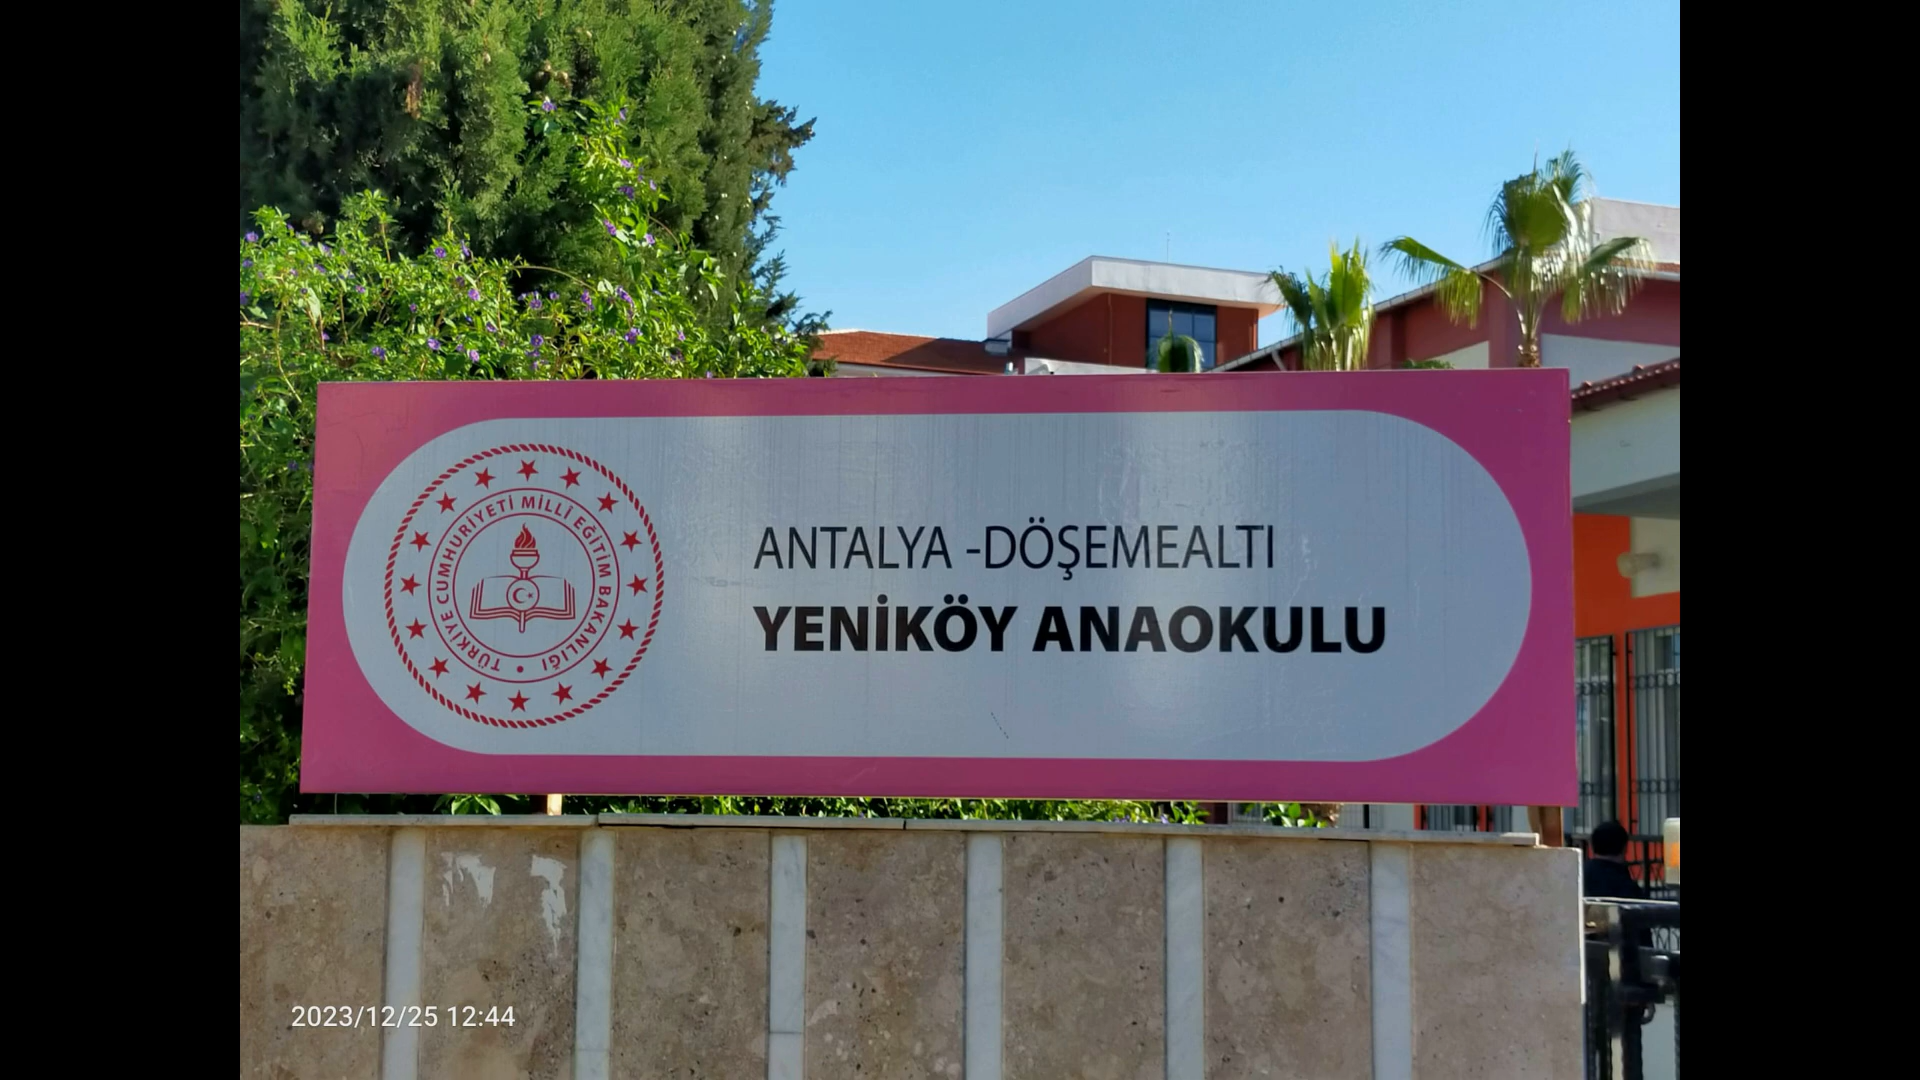 TÜRKİYE CUMHURİYETİ MİLLİ EĞİTİM BAKANLIĞI
ANTALYA -DÖŞEMEALTI
YENİKÖY ANAOKULU
2023/12/25 12:44